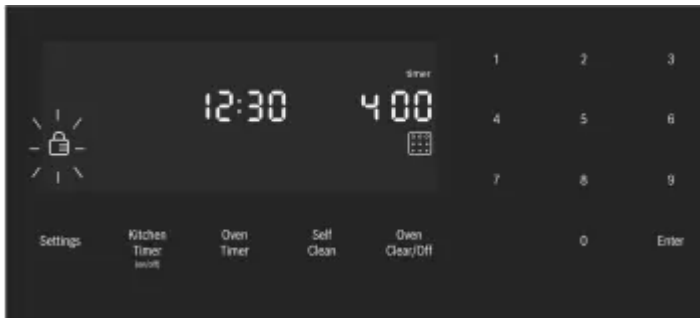 timer
12:30
4 00
1 2 3
4 5 6
7 8 9
0 Enter
Settings
Kitchen
Timer
(on/off)
Oven
Timer
Self
Clean
Oven
Clear/Off